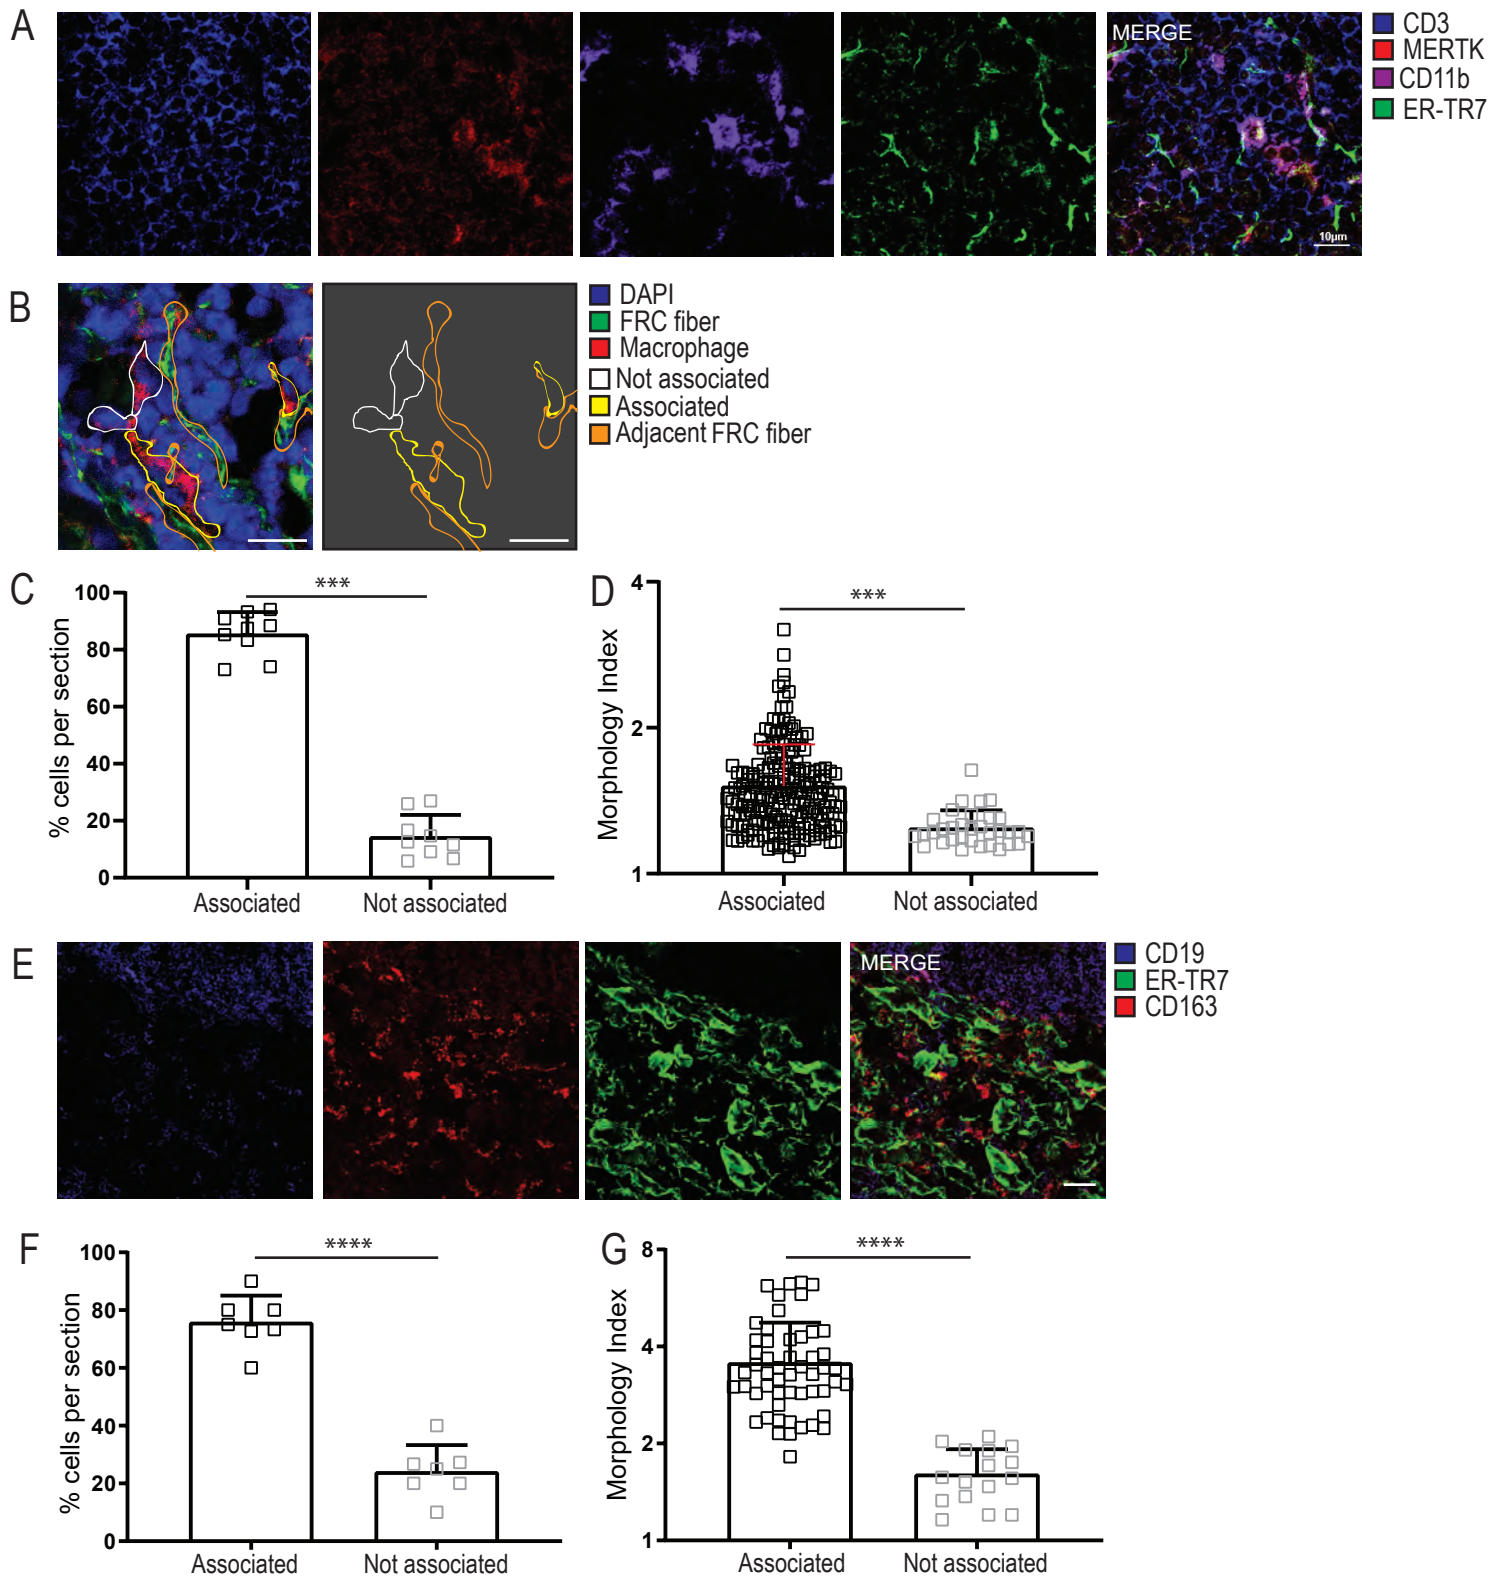 A
MERGE
10µm
CD3
MERTK
CD11b
ER-TR7
B
DAPI
FRC fiber
Macrophage
Not associated
Associated
Adjacent FRC fiber
C
% cells per section
100
80
60
40
20
0
***
Associated
Not associated
D
Morphology Index
4
2
1
***
Associated
Not associated
E
MERGE
CD19
ER-TR7
CD163
F
% cells per section
100
80
60
40
20
0
****
Associated
Not associated
G
Morphology Index
8
4
2
1
****
Associated
Not associated